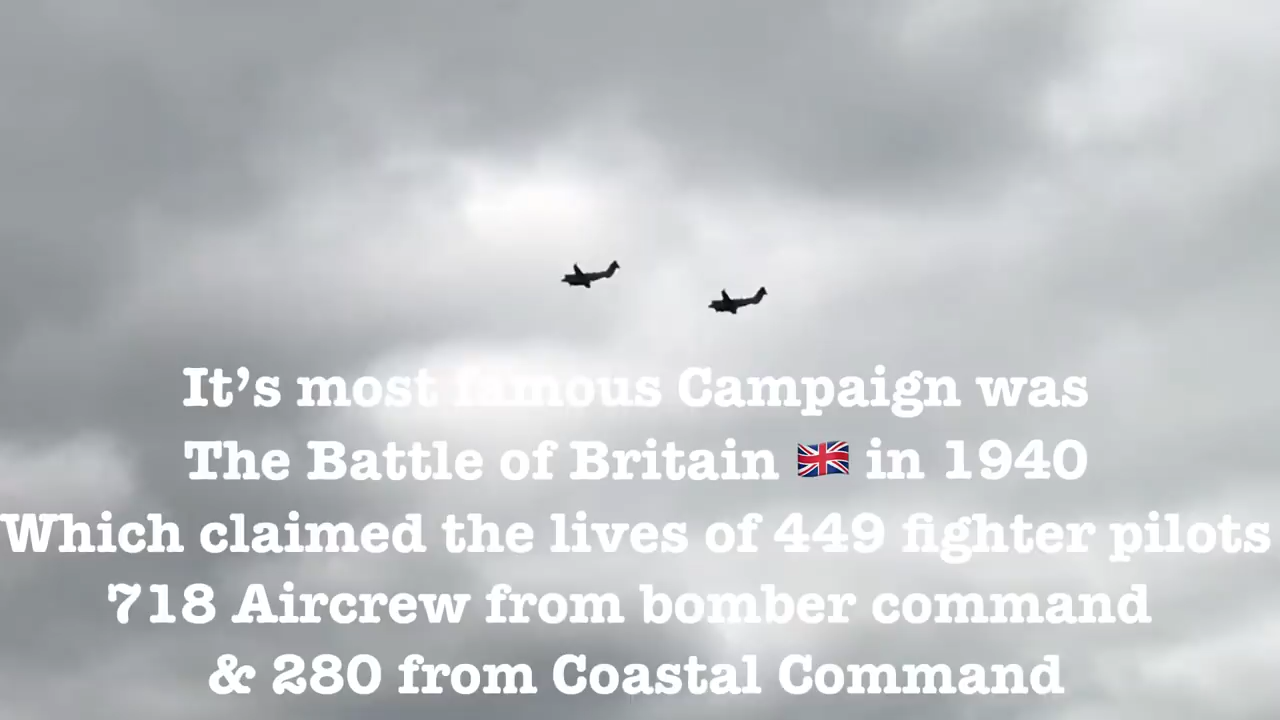 It’s most famous Campaign was
The Battle of Britain 🇬🇧 in 1940
Which claimed the lives of 449 fighter pilots
718 Aircrew from bomber command
& 280 from Coastal Command